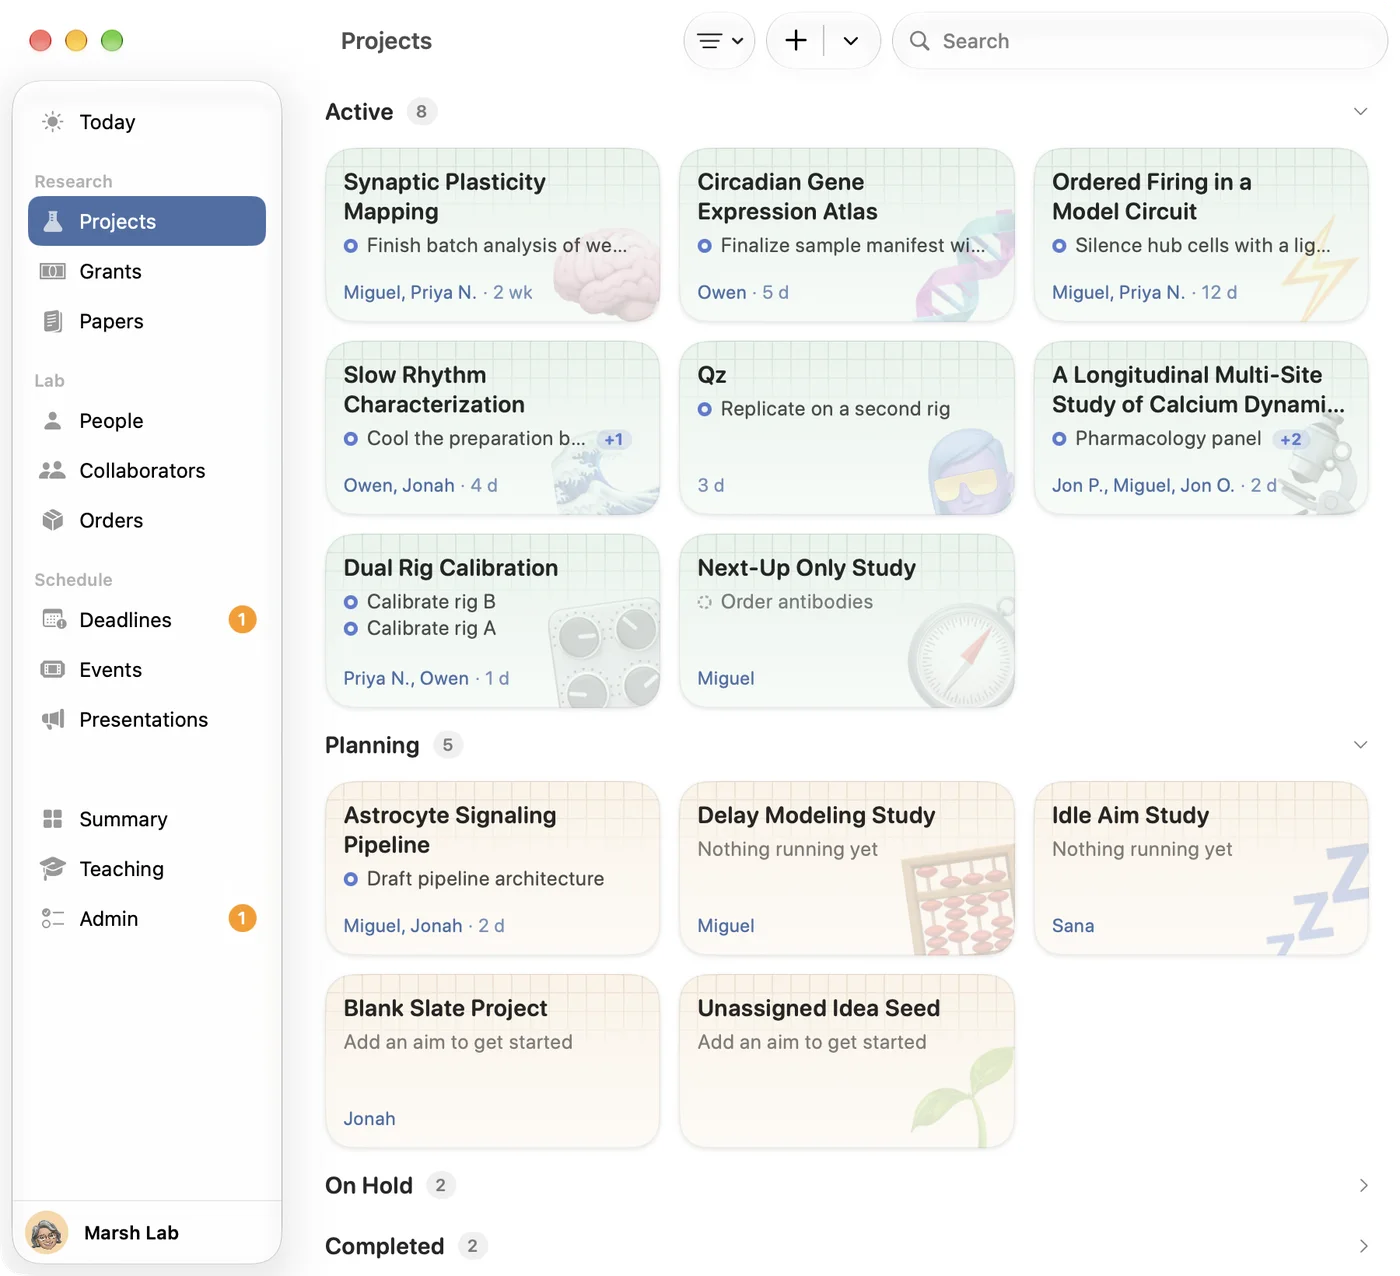 Projects
Search
Today
Research
Projects
Grants
Papers
Lab
People
Collaborators
Orders
Schedule
Deadlines 1
Events
Presentations
Summary
Teaching
Admin 1
Marsh Lab
Active 8
Synaptic Plasticity
Mapping
Finish batch analysis of we...
Miguel, Priya N. · 2 wk
Circadian Gene
Expression Atlas
Finalize sample manifest wi...
Owen · 5 d
Ordered Firing in a
Model Circuit
Silence hub cells with a lig...
Miguel, Priya N. · 12 d
Slow Rhythm
Characterization
Cool the preparation b... +1
Owen, Jonah · 4 d
Qz
Replicate on a second rig
3 d
A Longitudinal Multi-Site
Study of Calcium Dynami...
Pharmacology panel +2
Jon P., Miguel, Jon O. · 2 d
Dual Rig Calibration
Calibrate rig B
Calibrate rig A
Priya N., Owen · 1 d
Next-Up Only Study
Order antibodies
Miguel
Planning 5
Astrocyte Signaling
Pipeline
Draft pipeline architecture
Miguel, Jonah · 2 d
Delay Modeling Study
Nothing running yet
Miguel
Idle Aim Study
Nothing running yet
Sana
zZZ
Blank Slate Project
Add an aim to get started
Jonah
Unassigned Idea Seed
Add an aim to get started
On Hold 2
Completed 2